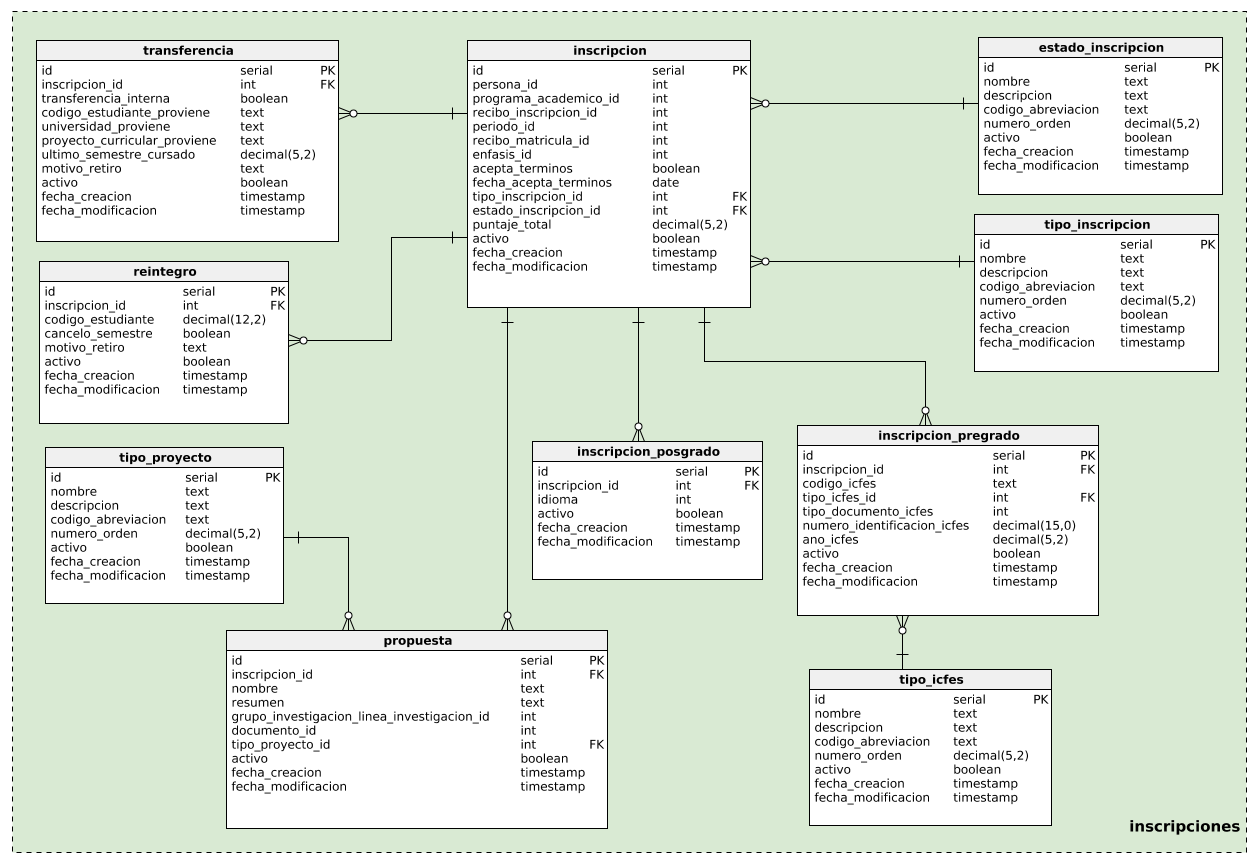 transferencia
id serial PK
inscripcion_id int FK
transferencia_interna boolean
codigo_estudiante_proviene text
universidad_proviene text
proyecto_curricular_proviene text
ultimo_semestre_cursado decimal(5,2)
motivo_retiro text
activo boolean
fecha_creacion timestamp
fecha_modificacion timestamp
inscripcion
id serial PK
persona_id int
programa_academico_id int
recibo_inscripcion_id int
periodo_id int
recibo_matricula_id int
enfasis_id int
acepta_terminos boolean
fecha_acepta_terminos date
tipo_inscripcion_id int FK
estado_inscripcion_id int FK
puntaje_total decimal(5,2)
activo boolean
fecha_creacion timestamp
fecha_modificacion timestamp
estado_inscripcion
id serial PK
nombre text
descripcion text
codigo_abreviacion text
numero_orden decimal(5,2)
activo boolean
fecha_creacion timestamp
fecha_modificacion timestamp
tipo_inscripcion
id serial PK
nombre text
descripcion text
codigo_abreviacion text
numero_orden decimal(5,2)
activo boolean
fecha_creacion timestamp
fecha_modificacion timestamp
reintegro
id serial PK
inscripcion_id int FK
codigo_estudiante decimal(12,2)
cancelo_semestre boolean
motivo_retiro text
activo boolean
fecha_creacion timestamp
fecha_modificacion timestamp
tipo_proyecto
id serial PK
nombre text
descripcion text
codigo_abreviacion text
numero_orden decimal(5,2)
activo boolean
fecha_creacion timestamp
fecha_modificacion timestamp
inscripcion_posgrado
id serial PK
inscripcion_id int FK
idioma int
activo boolean
fecha_creacion timestamp
fecha_modificacion timestamp
inscripcion_pregrado
id serial PK
inscripcion_id int FK
codigo_icfes text
tipo_icfes_id int FK
tipo_documento_icfes int
numero_identificacion_icfes decimal(15,0)
ano_icfes decimal(5,2)
activo boolean
fecha_creacion timestamp
fecha_modificacion timestamp
propuesta
id serial PK
inscripcion_id int FK
nombre text
resumen text
grupo_investigacion_linea_investigacion_id int
documento_id int
tipo_proyecto_id int FK
activo boolean
fecha_creacion timestamp
fecha_modificacion timestamp
tipo_icfes
id serial PK
nombre text
descripcion text
codigo_abreviacion text
numero_orden decimal(5,2)
activo boolean
fecha_creacion timestamp
fecha_modificacion timestamp
inscripciones